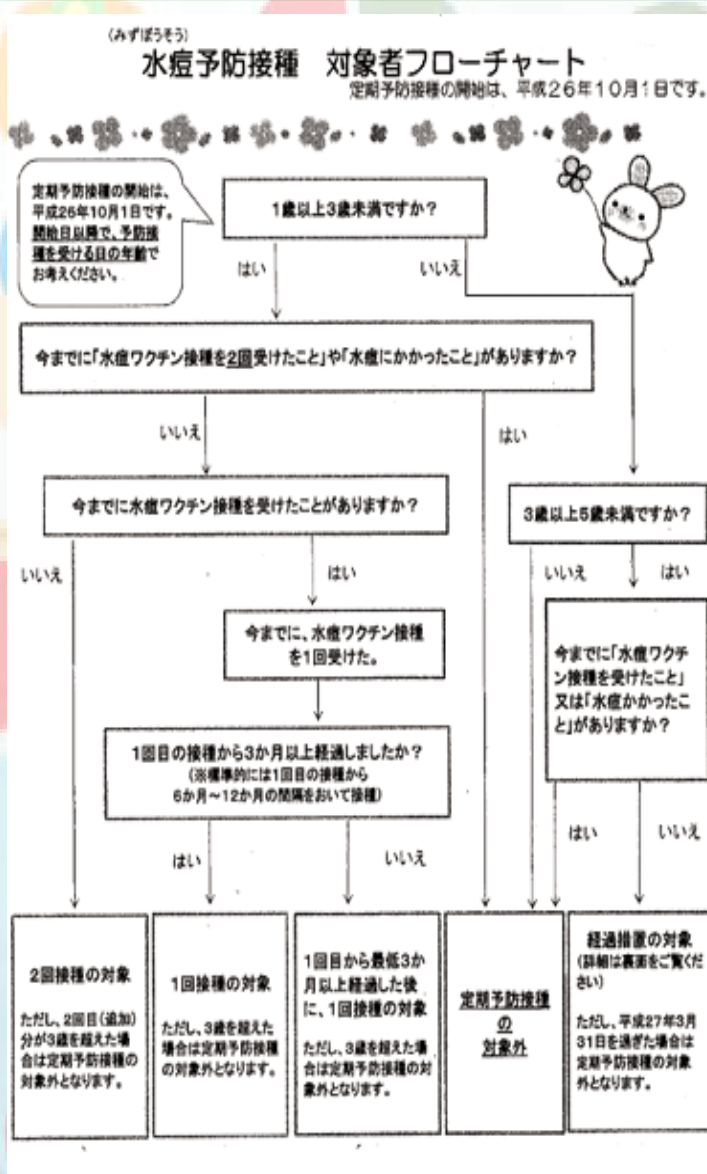 (みずぼうそう)
水痘予防接種　対象者フローチャート
定期予防接種の開始は、平成26年10月1日です。
定期予防接種の開始は、
平成26年10月1日です。
開始日以降で、予防接
種を受ける日の年齢で
お考えください。
1歳以上3歳未満ですか？
はい
いいえ
今までに「水痘ワクチン接種を2回受けたこと」や「水痘にかかったこと」がありますか？
いいえ
はい
今までに水痘ワクチン接種を受けたことがありますか？
3歳以上5歳未満ですか？
いいえ
はい
いいえ
はい
今までに、水痘ワクチン接種
を1回受けた。
今までに「水痘ワクチ
ン接種を受けたこと」
又は「水痘かかったこ
と」がありますか？
1回目の接種から3か月以上経過しましたか？
(※標準的には1回目の接種から
6か月～12か月の間隔をおいて接種)
はい
いいえ
はい
いいえ
2回接種の対象
ただし、2回目(追加)
分が3歳を超えた場
合は定期予防接種の
対象外となります。
1回接種の対象
ただし、3歳を超えた
場合は定期予防接種
の対象外となります。
1回目から最低3か
月以上経過した後
に、1回接種の対象
ただし、3歳を超えた場
合は定期予防接種の対
象外となります。
定期予防接種
の
対象外
経過措置の対象
(詳細は裏面をご覧くだ
さい)
ただし、平成27年3月
31日を過ぎた場合は
定期予防接種の対象
外となります。